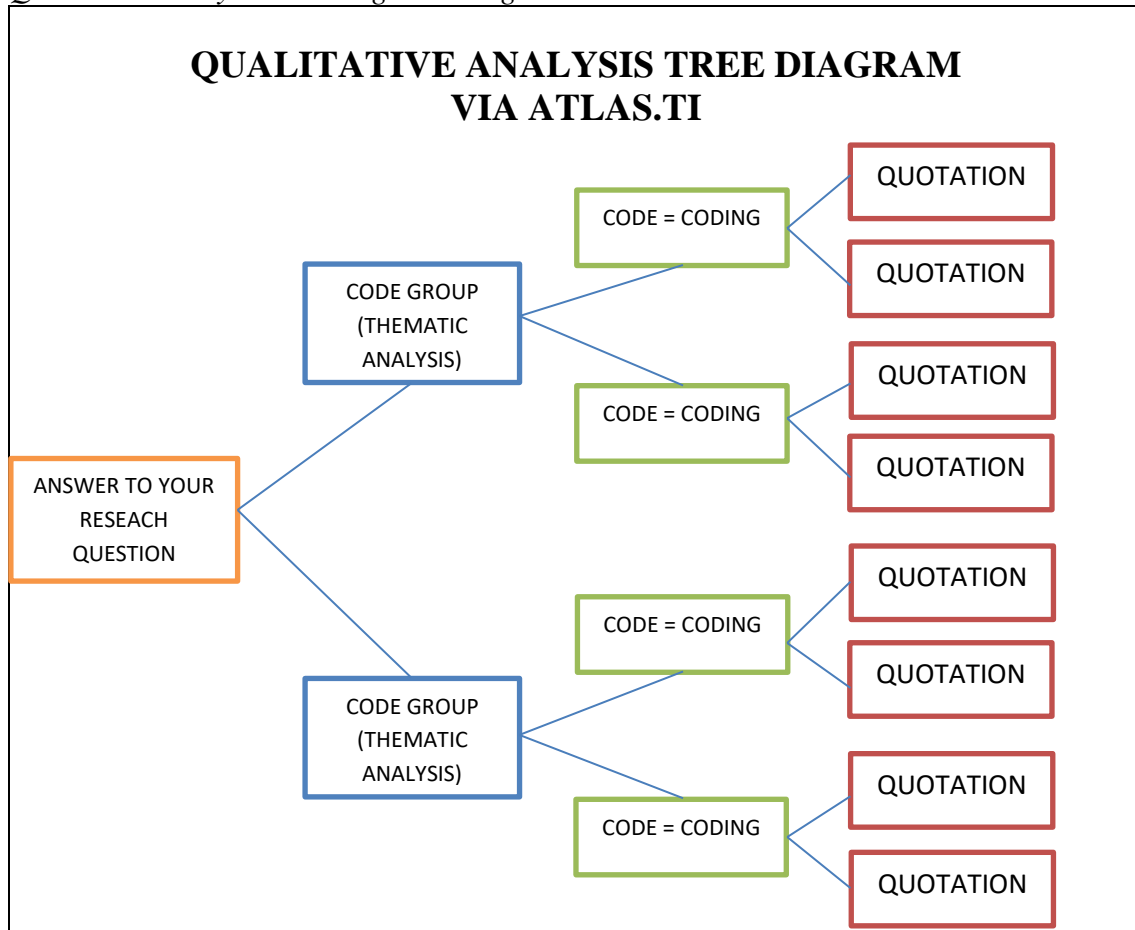 QUALITATIVE ANALYSIS TREE DIAGRAM
VIA ATLAS.TI
QUOTATION
CODE = CODING
QUOTATION
CODE GROUP
(THEMATIC
ANALYSIS)
QUOTATION
CODE = CODING
QUOTATION
ANSWER TO YOUR
RESEACH
QUESTION
QUOTATION
CODE = CODING
QUOTATION
CODE GROUP
(THEMATIC
ANALYSIS)
QUOTATION
CODE = CODING
QUOTATION